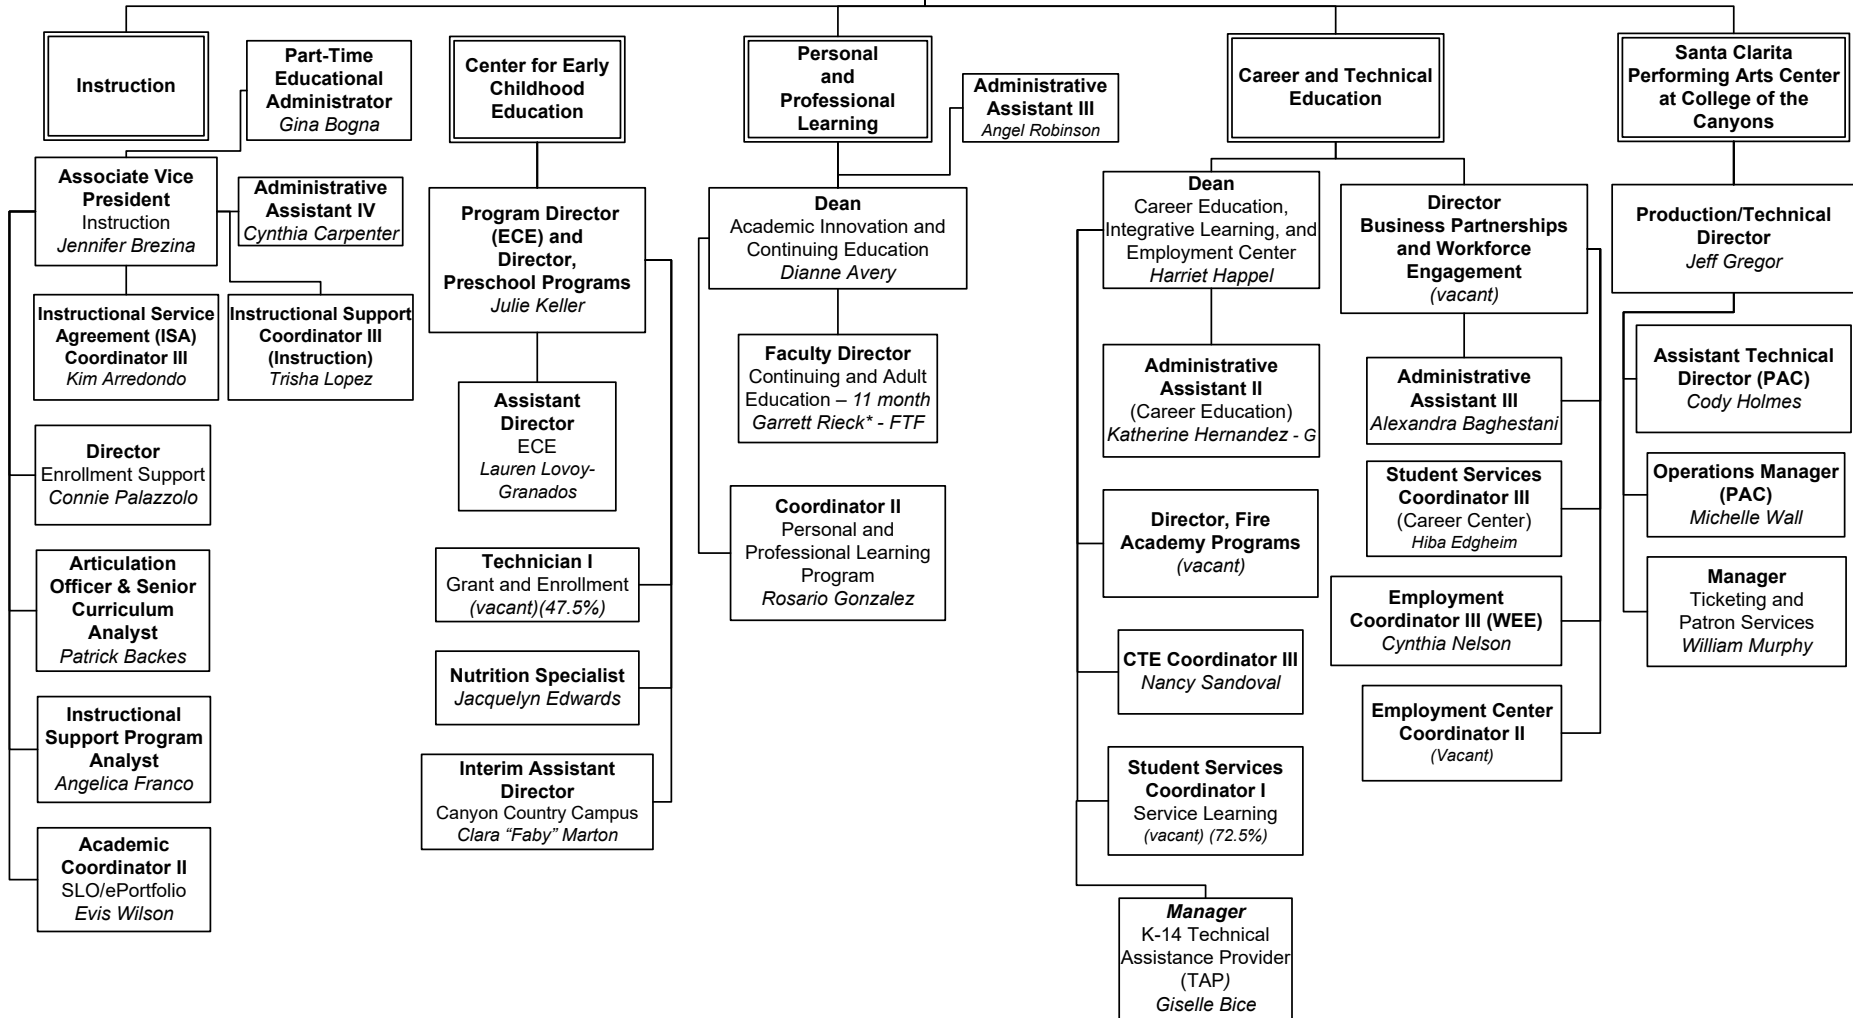 Instruction
Part-Time
Educational
Administrator
Gina Bogna
Associate Vice
President
Instruction
Jennifer Brezina
Administrative
Assistant IV
Cynthia Carpenter
Instructional Service
Agreement (ISA)
Coordinator III
Kim Arredondo
Instructional Support
Coordinator III
(Instruction)
Trisha Lopez
Director
Enrollment Support
Connie Palazzolo
Articulation
Officer & Senior
Curriculum
Analyst
Patrick Backes
Instructional
Support Program
Analyst
Angelica Franco
Academic
Coordinator II
SLO/ePortfolio
Evis Wilson
Center for Early
Childhood
Education
Program Director
(ECE) and
Director,
Preschool Programs
Julie Keller
Assistant
Director
ECE
Lauren Lovoy-
Granados
Technician I
Grant and Enrollment
(vacant)(47.5%)
Nutrition Specialist
Jacquelyn Edwards
Interim Assistant
Director
Canyon Country Campus
Clara “Faby” Marton
Personal
and
Professional
Learning
Administrative
Assistant III
Angel Robinson
Dean
Academic Innovation and
Continuing Education
Dianne Avery
Faculty Director
Continuing and Adult
Education – 11 month
Garrett Rieck* - FTF
Coordinator II
Personal and
Professional Learning
Program
Rosario Gonzalez
Career and Technical
Education
Dean
Career Education,
Integrative Learning, and
Employment Center
Harriet Happel
Administrative
Assistant II
(Career Education)
Katherine Hernandez - G
Director, Fire
Academy Programs
(vacant)
CTE Coordinator III
Nancy Sandoval
Student Services
Coordinator I
Service Learning
(vacant) (72.5%)
Manager
K-14 Technical
Assistance Provider
(TAP)
Giselle Bice
Director
Business Partnerships
and Workforce
Engagement
(vacant)
Administrative
Assistant III
Alexandra Baghestani
Student Services
Coordinator III
(Career Center)
Hiba Edgheim
Employment
Coordinator III (WEE)
Cynthia Nelson
Employment Center
Coordinator II
(Vacant)
Santa Clarita
Performing Arts Center
at College of the
Canyons
Production/Technical
Director
Jeff Gregor
Assistant Technical
Director (PAC)
Cody Holmes
Operations Manager
(PAC)
Michelle Wall
Manager
Ticketing and
Patron Services
William Murphy